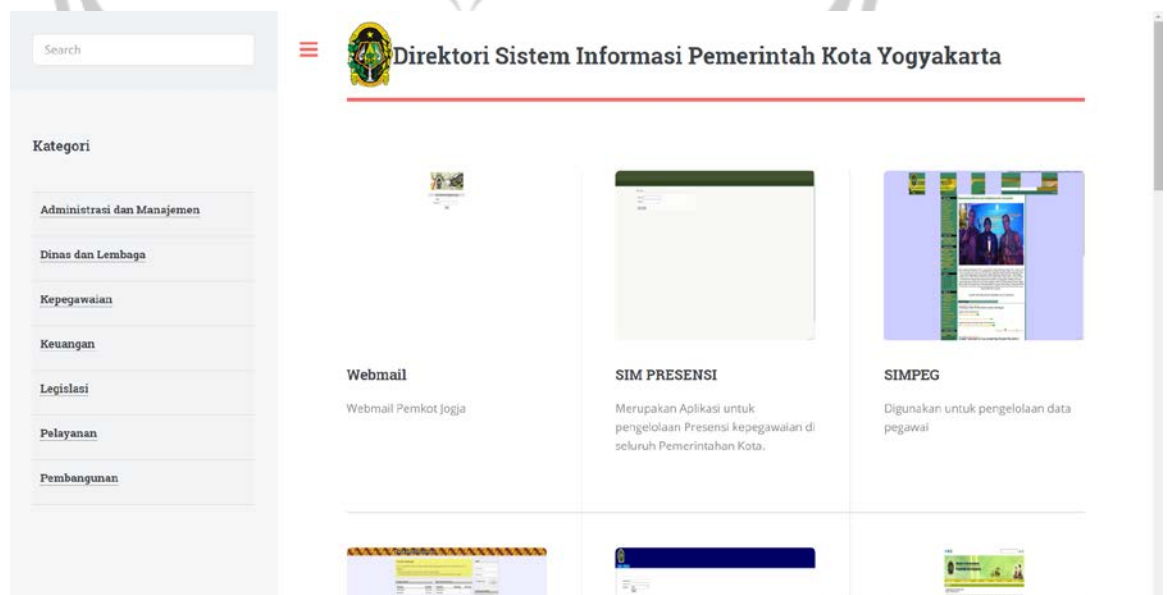 Search
Direktori Sistem Informasi Pemerintah Kota Yogyakarta
Kategori
Administrasi dan Manajemen
Dinas dan Lembaga
Kepegawaian
Keuangan
Legislasi
Pelayanan
Pembangunan
Webmail
Webmail Pemkot Jogja
SIM PRESENSI
Merupakan Aplikasi untuk
pengelolaan Presensi kepegawaian di
seluruh Pemerintahan Kota.
SIMPEG
Digunakan untuk pengelolaan data
pegawai